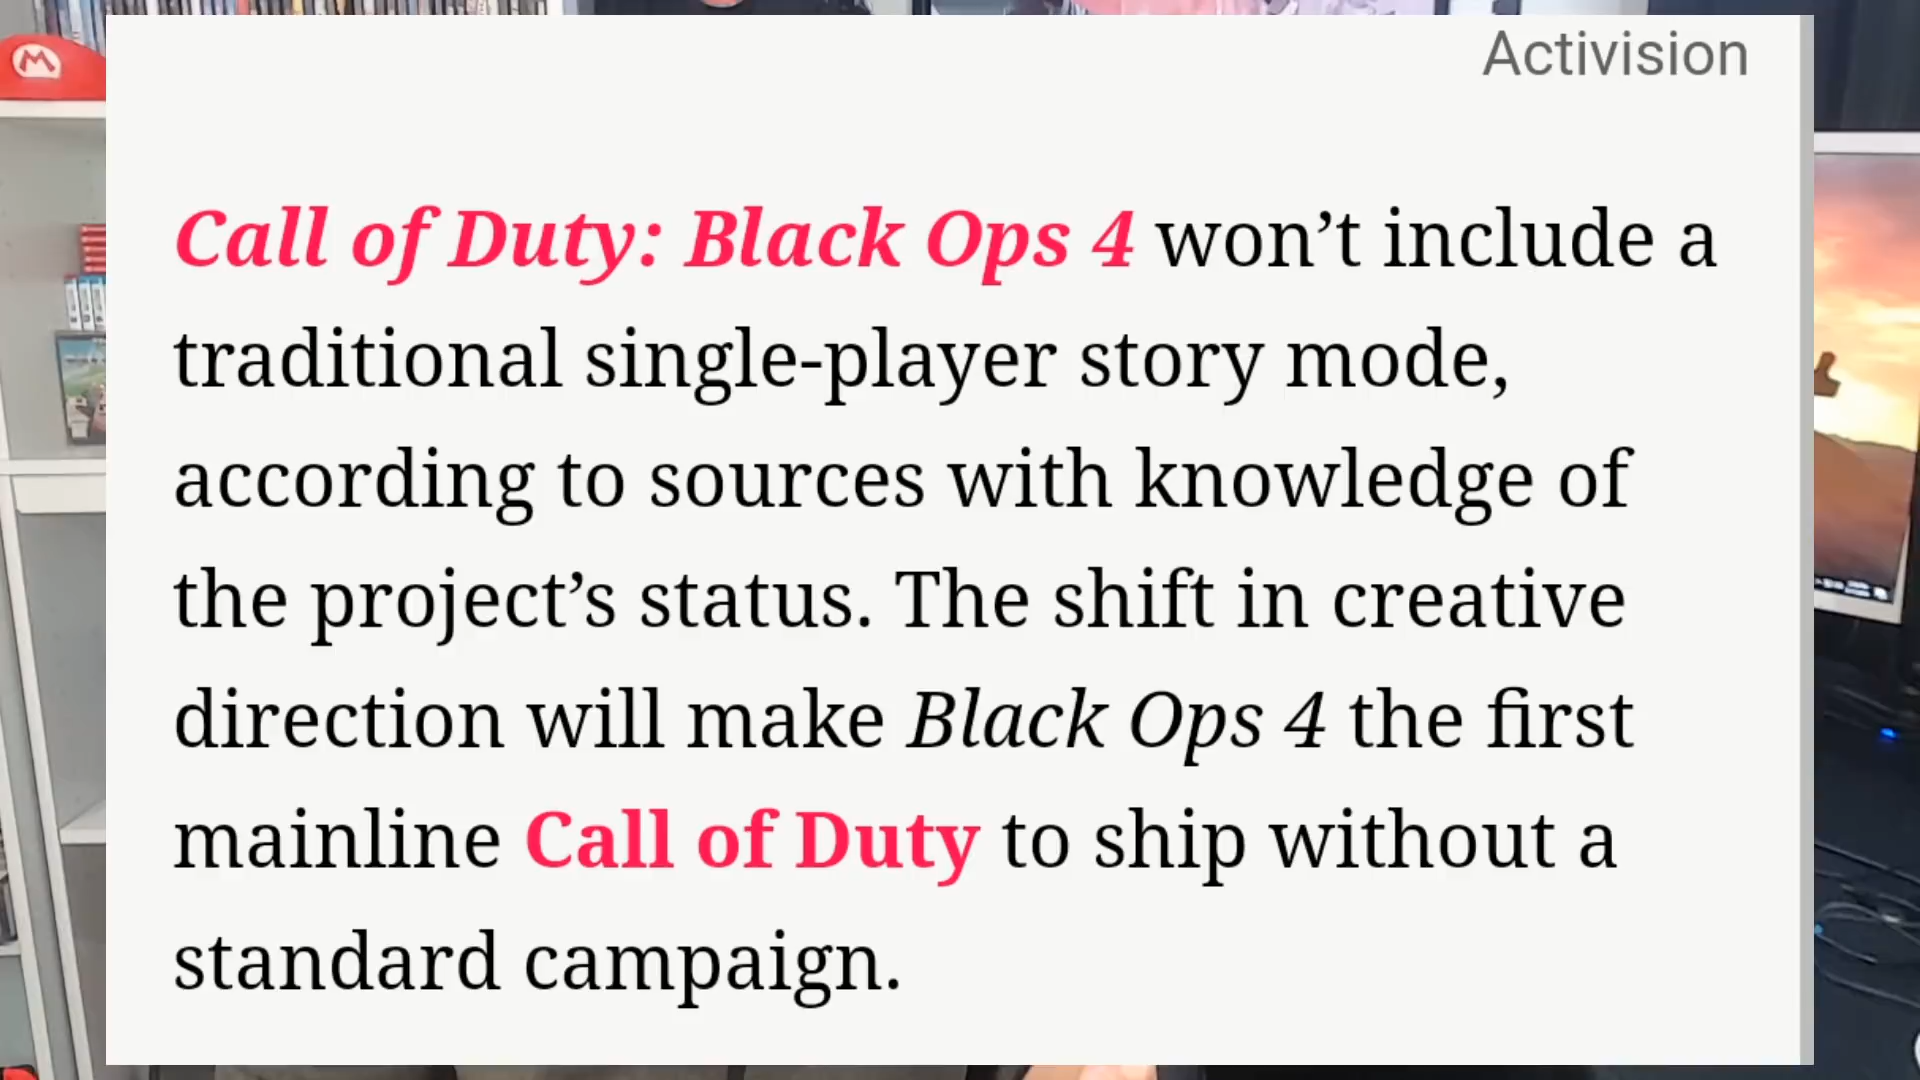 Activision
Call of Duty: Black Ops 4 won’t include a
traditional single-player story mode,
according to sources with knowledge of
the project’s status. The shift in creative
direction will make Black Ops 4 the first
mainline Call of Duty to ship without a
standard campaign.